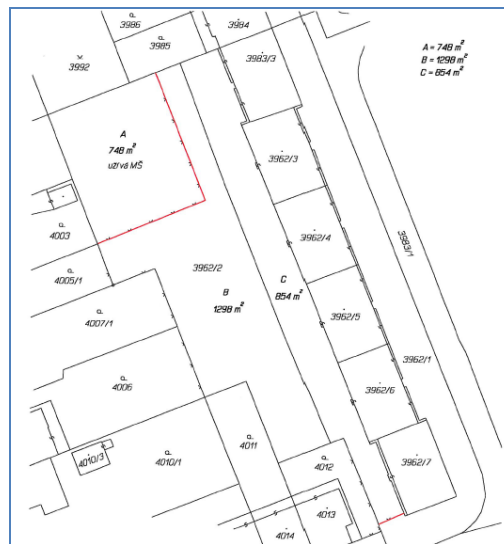 3986
3984
3985
A = 748 m²
B = 1298 m²
C = 854 m²
3992
3983/3
A
748 m²
užívá MŠ
3962/3
4003
3962/4
3983/1
3962/2
4005/1
C
854 m²
B
1298 m²
4007/1
3962/5
3962/1
4006
3962/6
4011
4010/3
4010/1
4012
3962/7
4013
4014